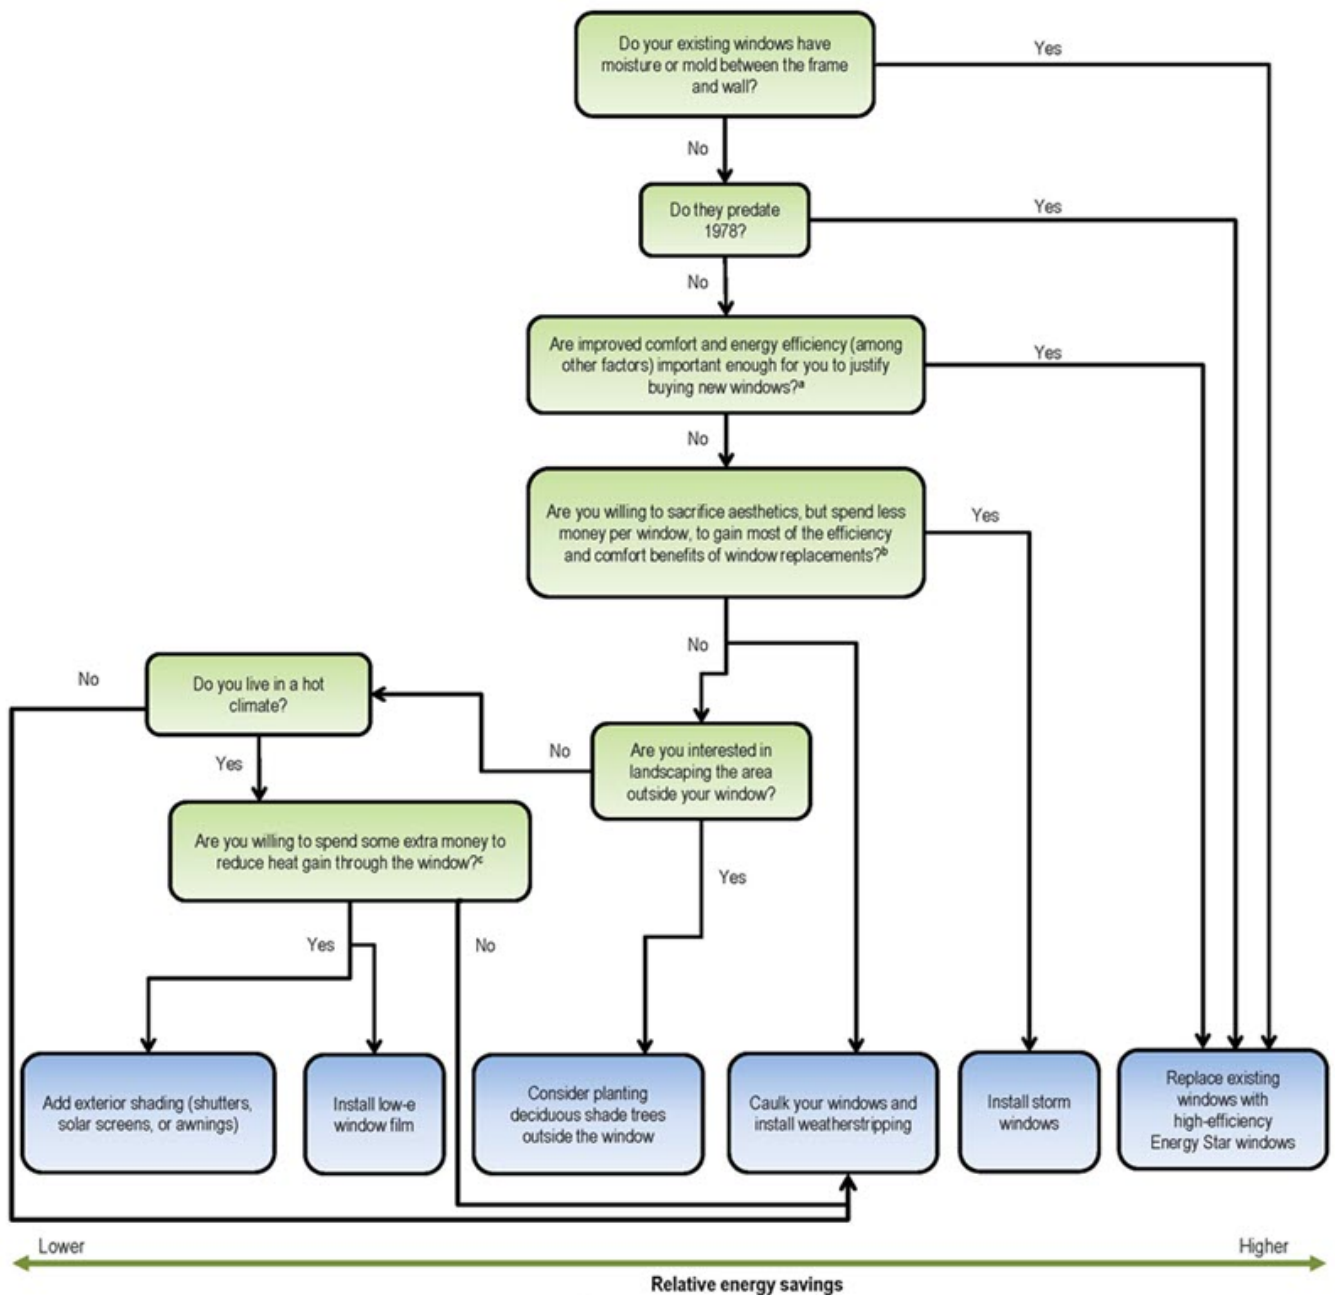 Do your existing windows have
moisture or mold between the frame
and wall?
Yes
No
Do they predate
1978?
Yes
No
Are improved comfort and energy efficiency (among
other factors) important enough for you to justify
buying new windows?ᵃ
Yes
No
Are you willing to sacrifice aesthetics, but spend less
money per window, to gain most of the efficiency
and comfort benefits of window replacements?ᵇ
Yes
No
No
Do you live in a hot
climate?
No
Are you interested in
landscaping the area
outside your window?
Yes
Are you willing to spend some extra money to
reduce heat gain through the window?ᶜ
Yes
Yes
No
Add exterior shading (shutters,
solar screens, or awnings)
Install low-e
window film
Consider planting
deciduous shade trees
outside the window
Caulk your windows and
install weatherstripping
Install storm
windows
Replace existing
windows with
high-efficiency
Energy Star windows
Lower
Higher
Relative energy savings